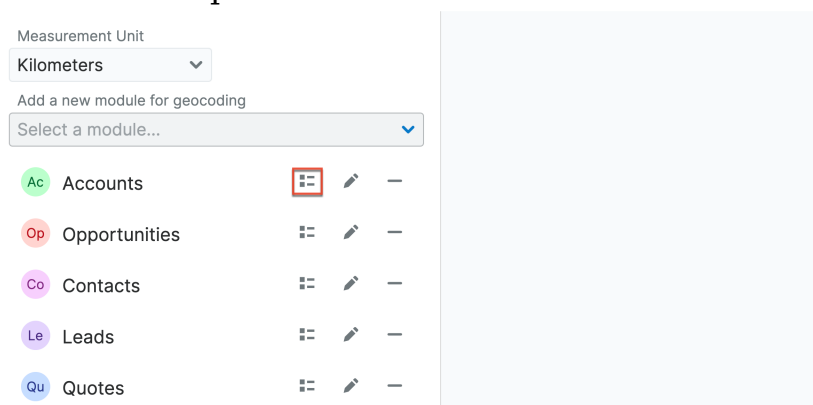 Measurement Unit
Kilometers
Add a new module for geocoding
Select a module...
Ac Accounts
Op Opportunities
Co Contacts
Le Leads
Qu Quotes